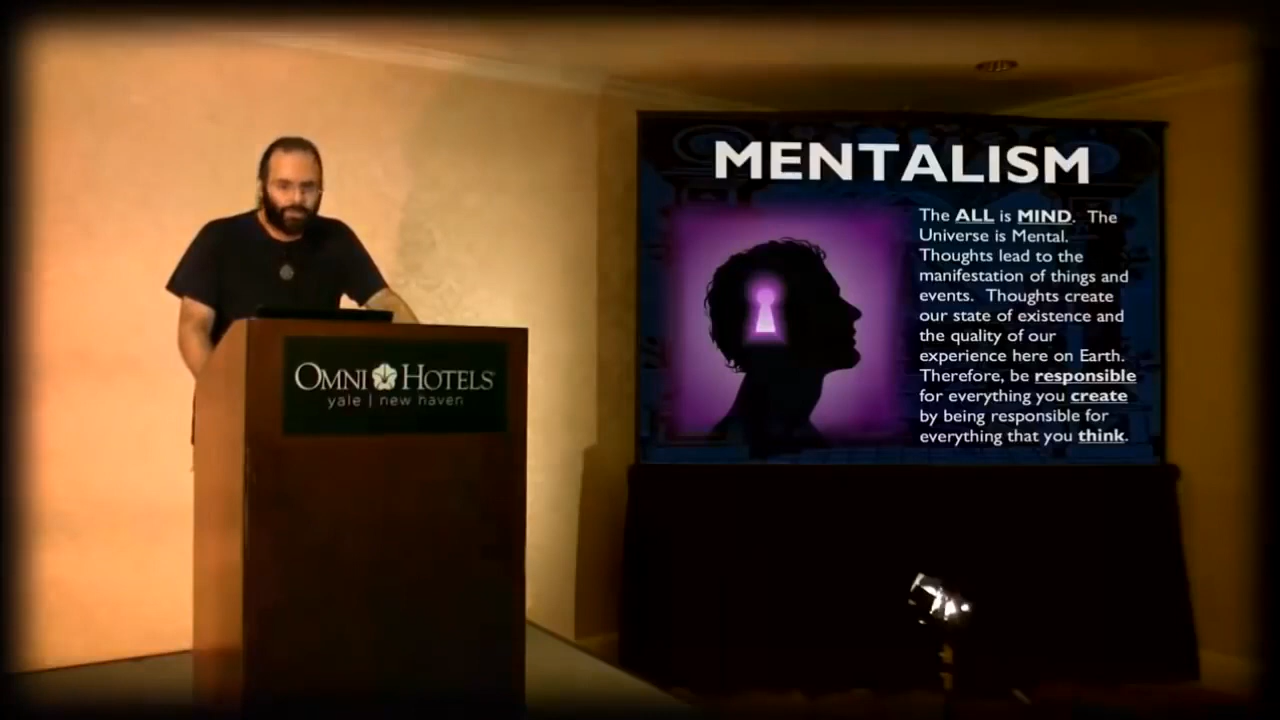 OMNI HOTELS
yale | new haven
MENTALISM
The ALL is MIND. The
Universe is Mental.
Thoughts lead to the
manifestation of things and
events. Thoughts create
our state of existence and
the quality of our
experience here on Earth.
Therefore, be responsible
for everything you create
by being responsible for
everything that you think.